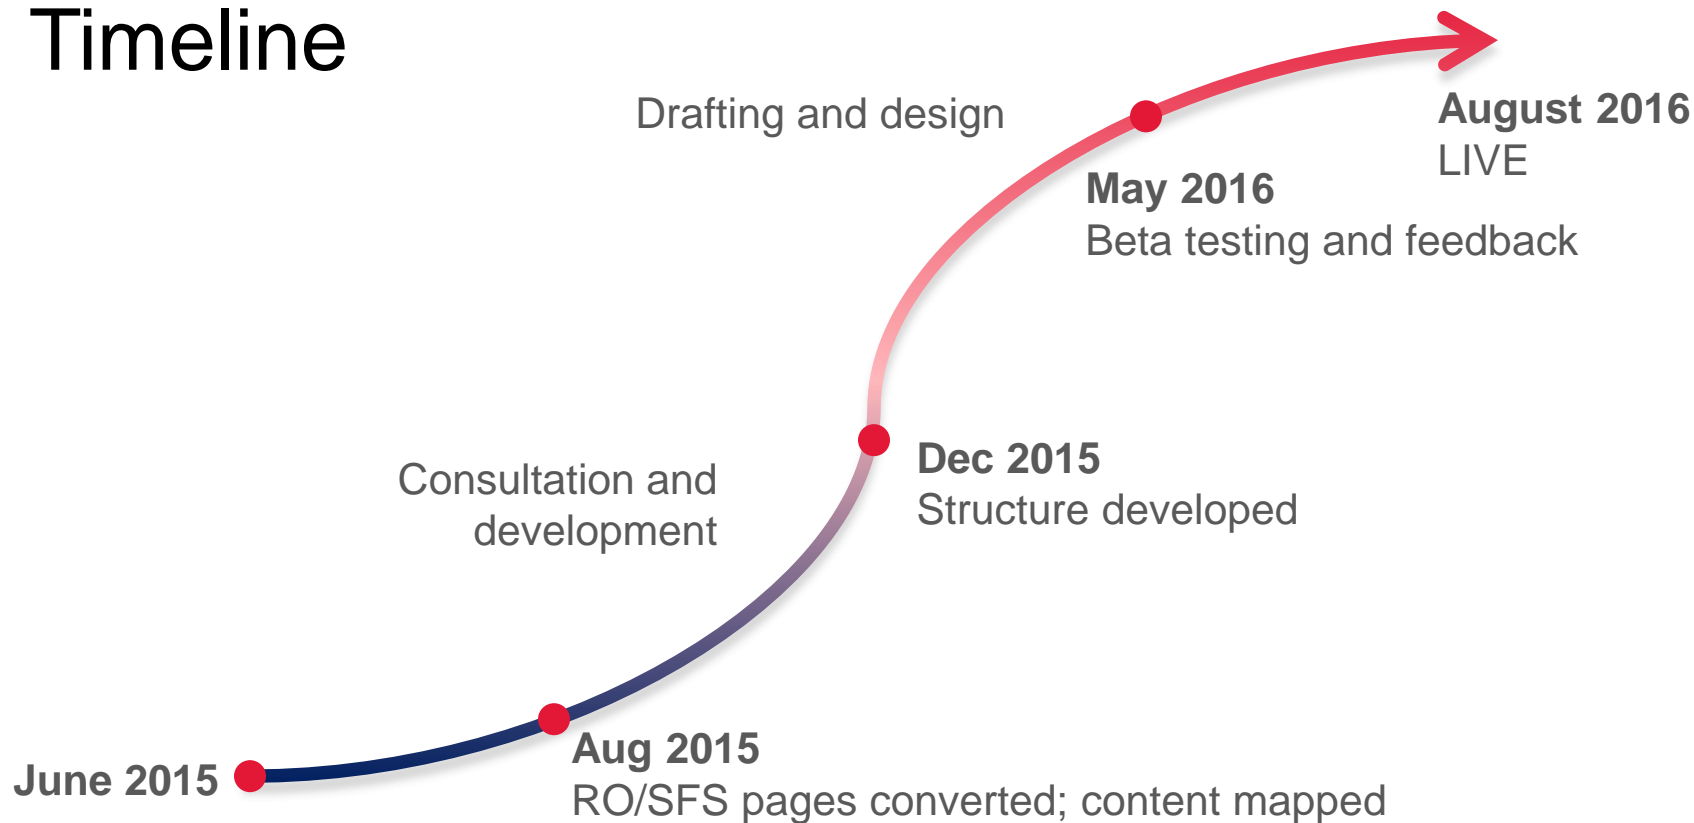 Timeline
Drafting and design
August 2016
LIVE
May 2016
Beta testing and feedback
Consultation and
development
Dec 2015
Structure developed
June 2015
Aug 2015
RO/SFS pages converted; content mapped